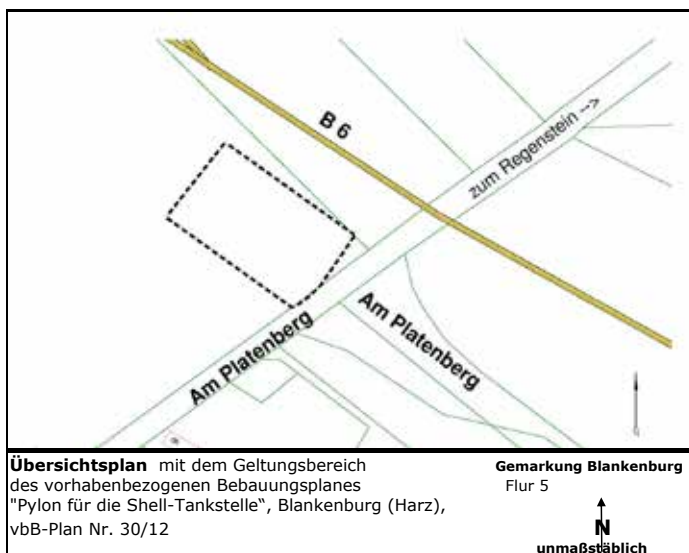 B 6
zum Regenstein -->
Am Platenberg
Am Platenberg
Übersichtsplan mit dem Geltungsbereich
des vorhabenbezogenen Bebauungsplanes
"Pylon für die Shell-Tankstelle“, Blankenburg (Harz),
vbB-Plan Nr. 30/12
Gemarkung Blankenburg
Flur 5
N
unmaßstäblich